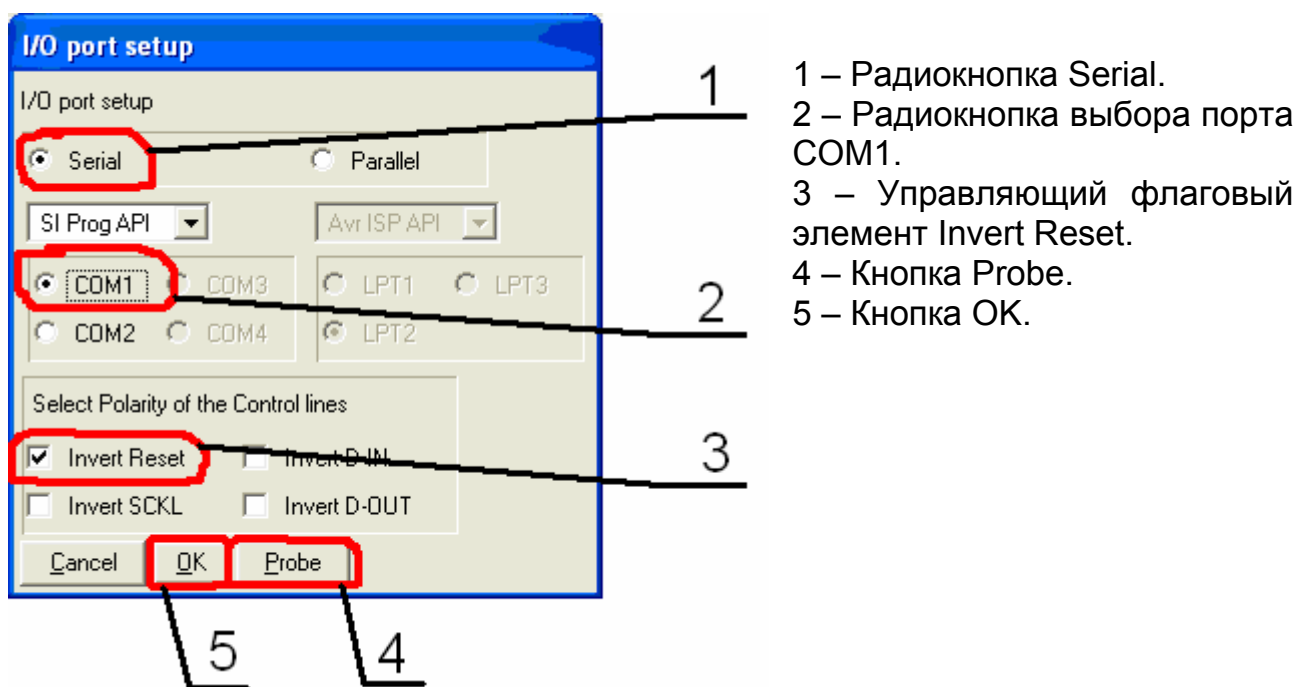 I/O port setup
I/O port setup
Serial Parallel
SI Prog API Avr ISP API
COM1 COM3 LPT1 LPT3
COM2 COM4 LPT2
Select Polarity of the Control lines
Invert Reset Invert D-IN
Invert SCKL Invert D-OUT
Cancel OK Probe
1
2
3
5 4
1 – Радиокнопка Serial.
2 – Радиокнопка выбора порта
COM1.
3 – Управляющий флаговый
элемент Invert Reset.
4 – Кнопка Probe.
5 – Кнопка OK.